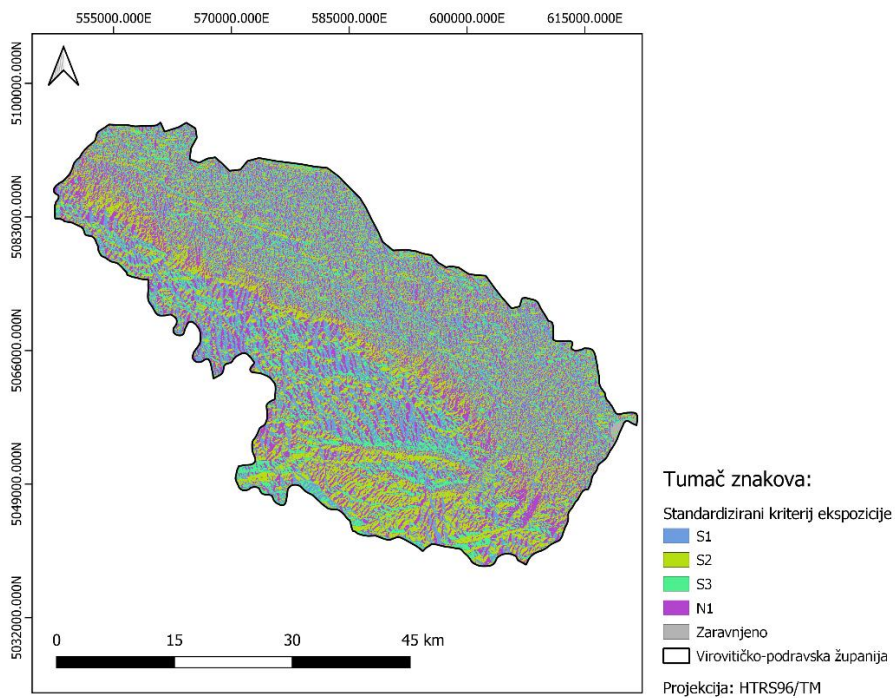 555000.000E 570000.000E 585000.000E 600000.000E 615000.000E
5100000.000N
5083000.000N
5066000.000N
5049000.000N
5032000.000N
0 15 30 45 km
Tumač znakova:
Standardizirani kriterij ekspozicije
S1
S2
S3
N1
Zaravnjeno
Virovitičko-podravska županija
Projekcija: HTRS96/TM